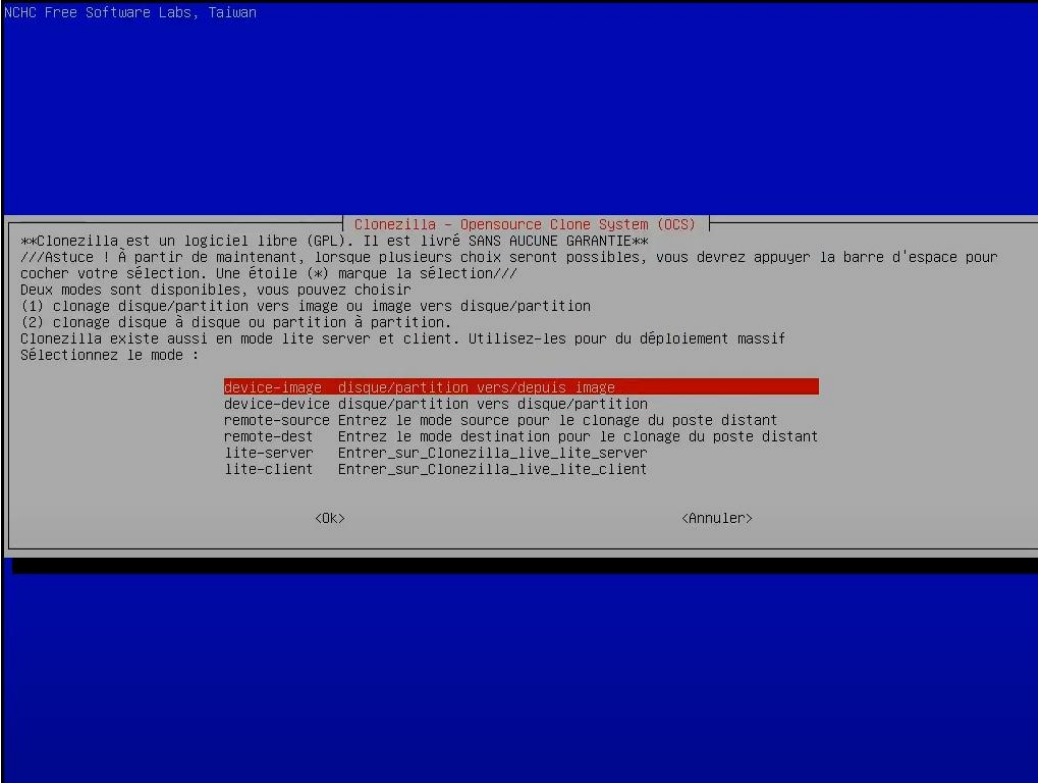 NCHC Free Software Labs, Taiwan
Clonezilla - Opensource Clone System (OCS)
**Clonezilla est un logiciel libre (GPL). Il est livré SANS AUCUNE GARANTIE**
///Astuce ! À partir de maintenant, lorsque plusieurs choix seront possibles, vous devrez appuyer la barre d'espace pour
cocher votre sélection. Une étoile (*) marque la sélection///
Deux modes sont disponibles, vous pouvez choisir
(1) clonage disque/partition vers image ou image vers disque/partition
(2) clonage disque à disque ou partition à partition.
Clonezilla existe aussi en mode lite server et client. Utilisez-les pour du déploiement massif
Sélectionnez le mode :
device-image disque/partition vers/depuis image
device-device disque/partition vers disque/partition
remote-source Entrez le mode source pour le clonage du poste distant
remote-dest Entrez le mode destination pour le clonage du poste distant
lite-server Entrer_sur_Clonezilla_live_lite_server
lite-client Entrer_sur_Clonezilla_live_lite_client
<Ok> <Annuler>